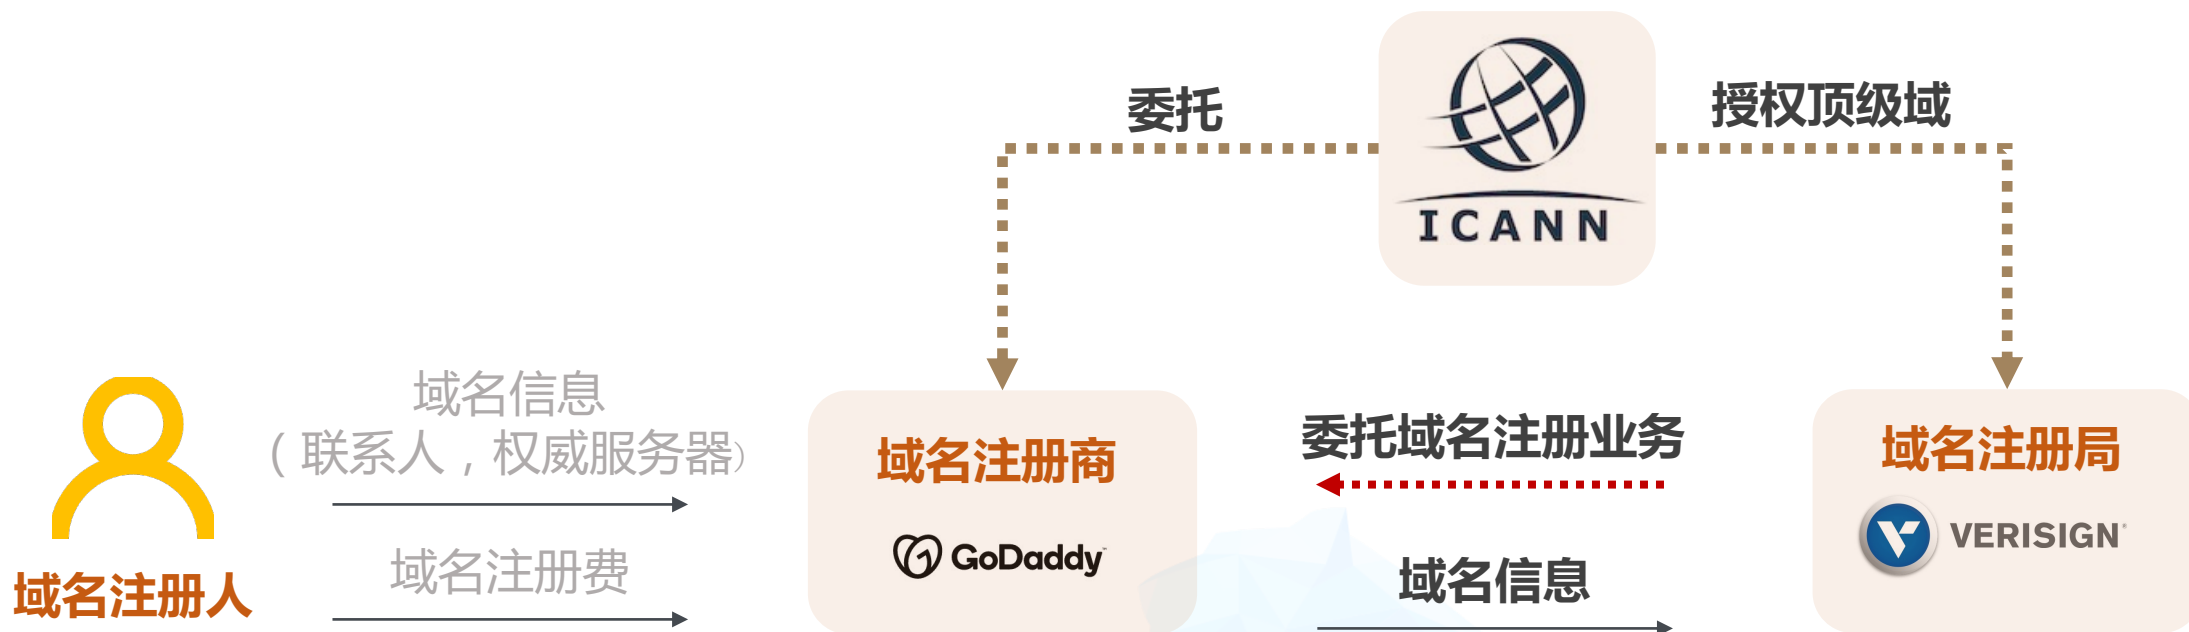 委托
授权顶级域
ICANN
域名信息
（联系人，权威服务器）
域名注册费
域名注册人
域名注册商
GoDaddy
委托域名注册业务
域名信息
域名注册局
VERISIGN